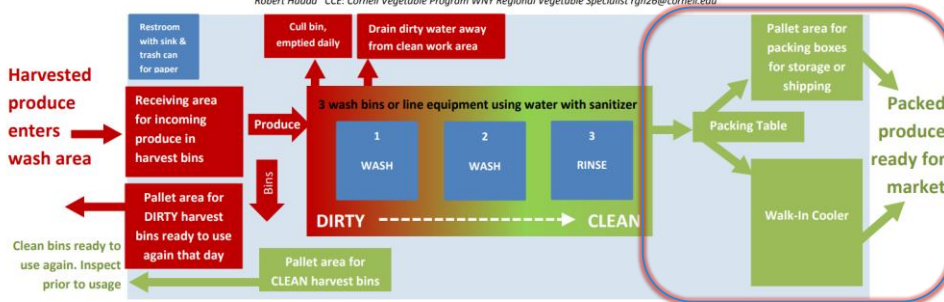 Robert Hadad CCE: Cornell Vegetable Program WNY Regional Vegetable Specialist rgh26@cornell.edu
Restroom
with sink &
trash can
for paper
Cull bin,
emptied daily
Drain dirty water away
from clean work area
Pallet area for
packing boxes
for storage or
shipping
Harvested
produce
enters
wash area
Receiving area
for incoming
produce in
harvest bins
Produce
3 wash bins or line equipment using water with sanitizer
1
WASH
2
WASH
3
RINSE
DIRTY
CLEAN
Packing Table
Packed
produce
ready for
market
Bins
Pallet area for
DIRTY harvest
bins ready to use
again that day
Walk-In Cooler
Clean bins ready to
use again. Inspect
prior to usage
Pallet area for
CLEAN harvest bins